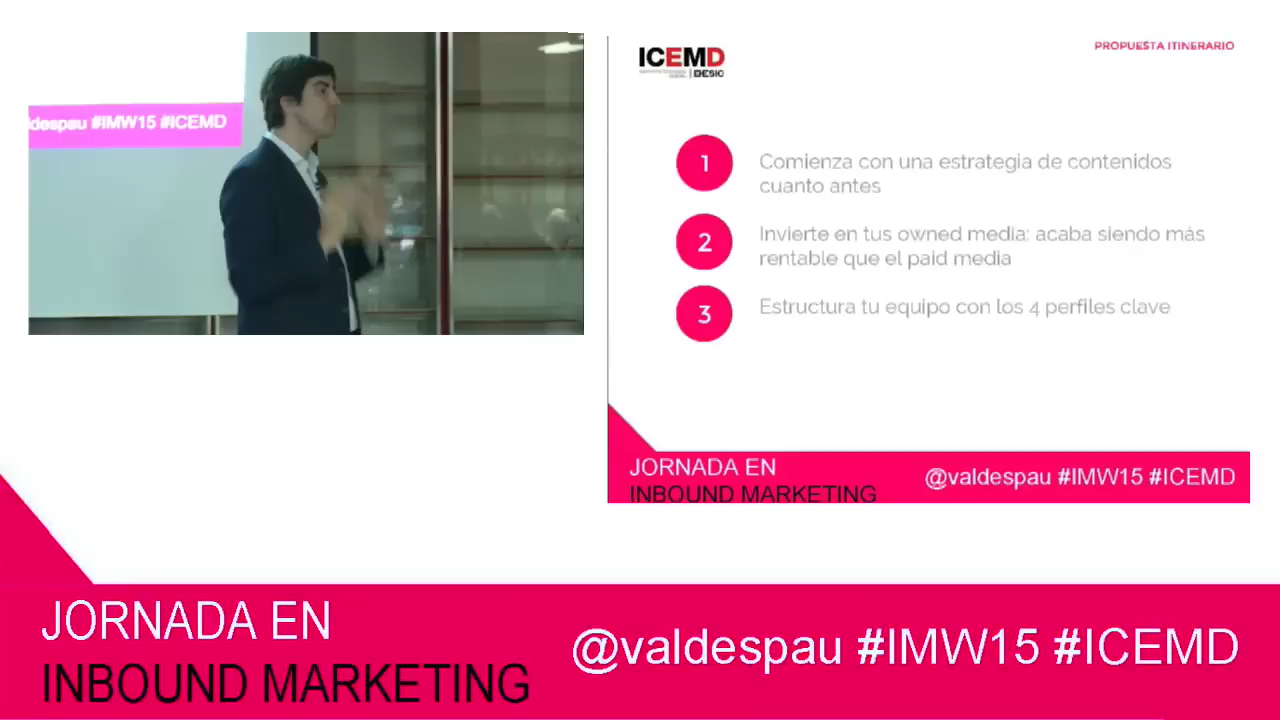 ldespau #IMW15 #ICEMD
ICEMD
ESIC
PROPUESTA ITINERARIO
1
Comienza con una estrategia de contenidos
cuanto antes
2
Invierte en tus owned media: acaba siendo más
rentable que el paid media
3
Estructura tu equipo con los 4 perfiles clave
JORNADA EN
INBOUND MARKETING
@valdespau #IMW15 #ICEMD
JORNADA EN
INBOUND MARKETING
@valdespau #IMW15 #ICEMD